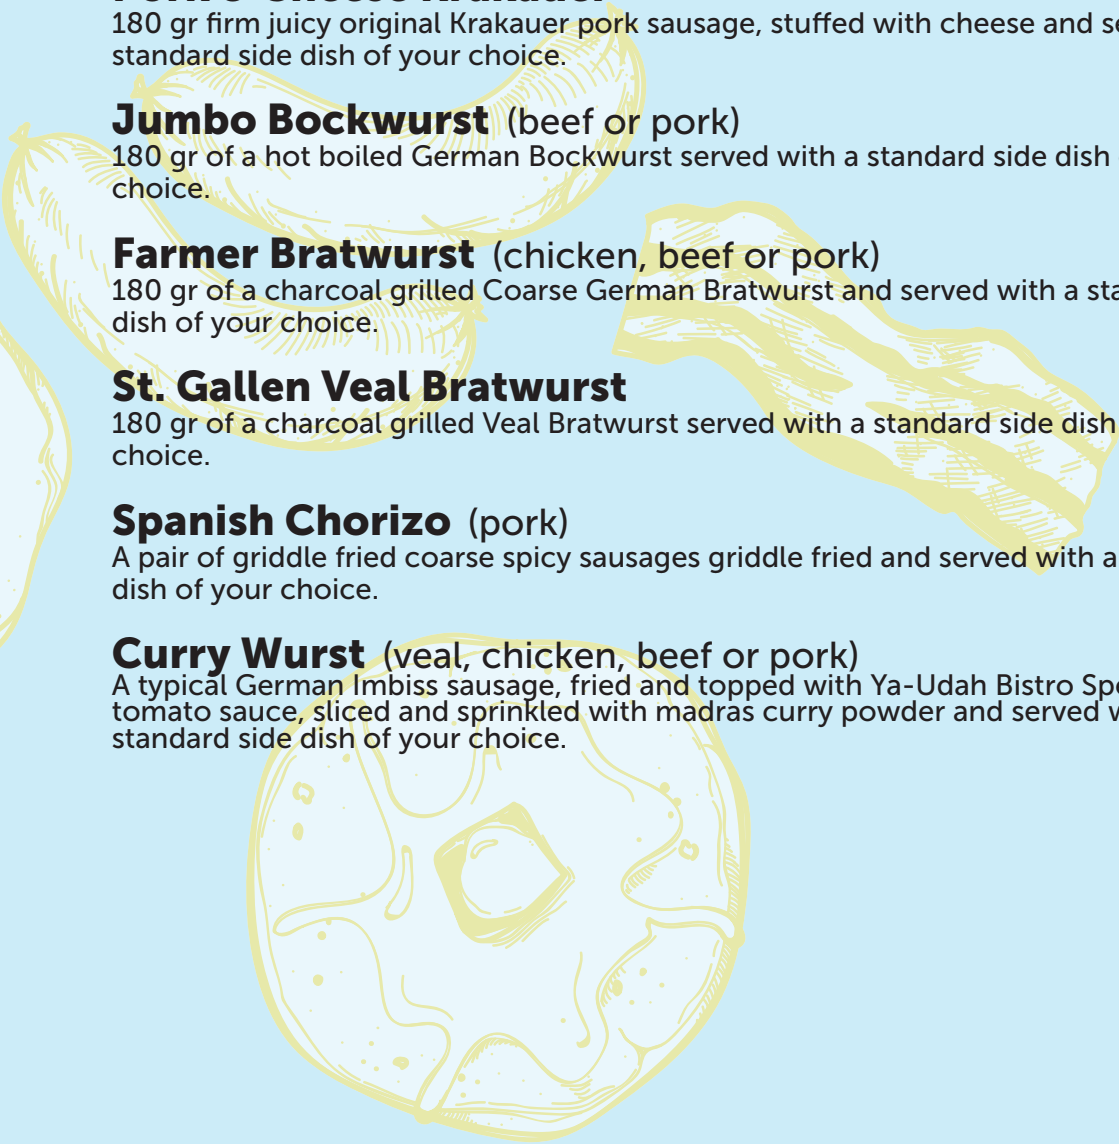 180 gr firm juicy original Krakauer pork sausage, stuffed with cheese and
standard side dish of your choice.
Jumbo Bockwurst (beef or pork)
180 gr of a hot boiled German Bockwurst served with a standard side dish
choice.
Farmer Bratwurst (chicken, beef or pork)
180 gr of a charcoal grilled Coarse German Bratwurst and served with a
dish of your choice.
St. Gallen Veal Bratwurst
180 gr of a charcoal grilled Veal Bratwurst served with a standard side dish
choice.
Spanish Chorizo (pork)
A pair of griddle fried coarse spicy sausages griddle fried and served with a
dish of your choice.
Curry Wurst (veal, chicken, beef or pork)
A typical German Imbiss sausage, fried and topped with Ya-Udah Bistro
tomato sauce, sliced and sprinkled with madras curry powder and served
standard side dish of your choice.